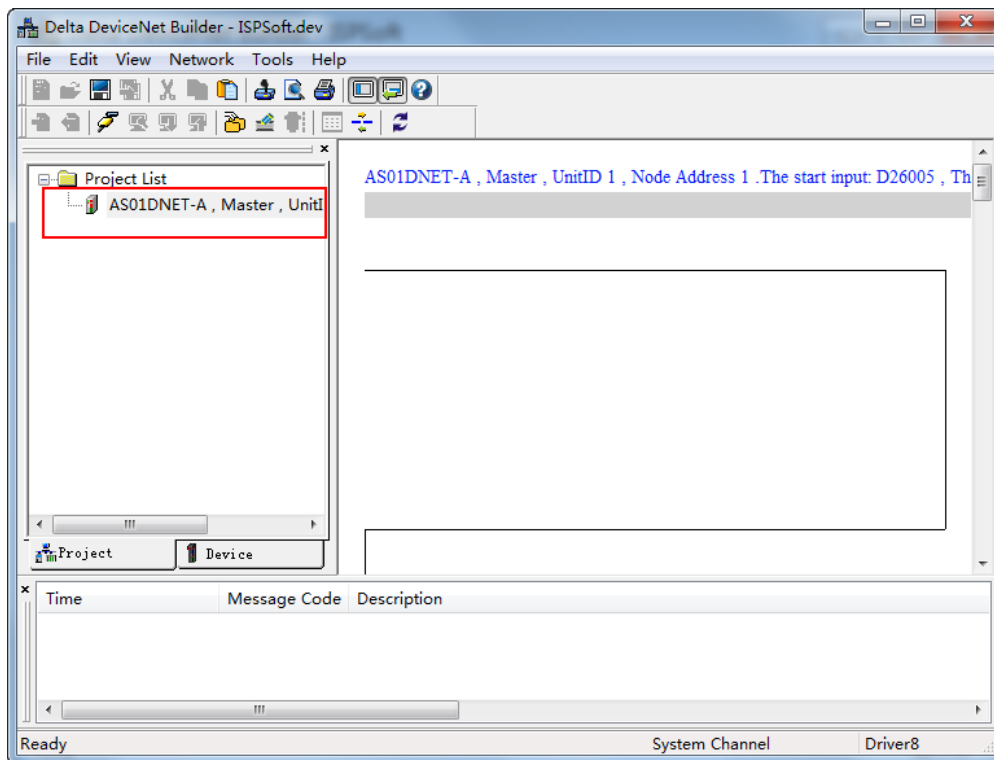 Delta DeviceNet Builder - ISPSoft.dev
File Edit View Network Tools Help
Project List
AS01DNET-A , Master , UnitI
AS01DNET-A , Master , UnitID 1 , Node Address 1 .The start input: D26005 , Th
Project Device
Time Message Code Description
Ready System Channel Driver8